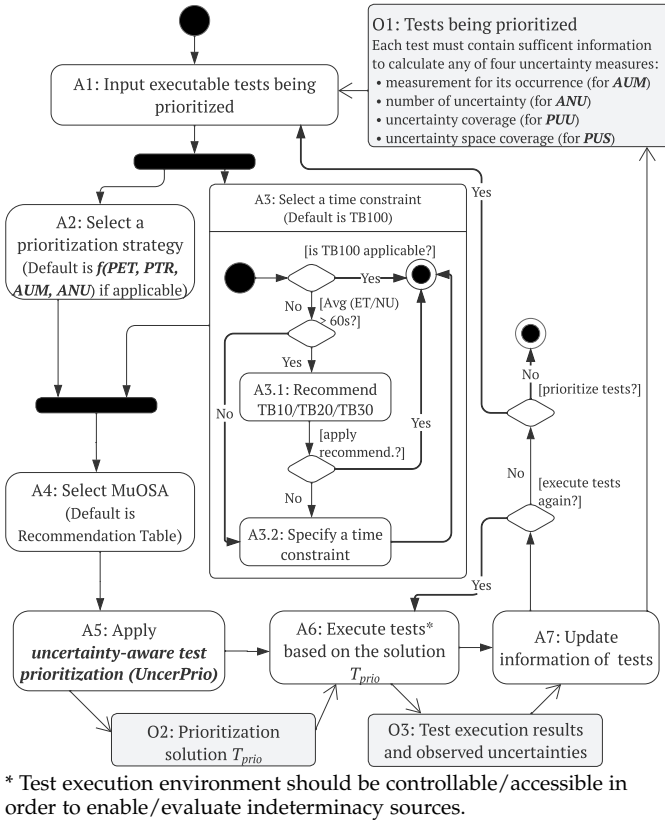 O1: Tests being prioritized
Each test must contain sufficent information
to calculate any of four uncertainty measures:
• measurement for its occurrence (for AUM)
• number of uncertainty (for ANU)
• uncertainty coverage (for PUU)
• uncertainty space coverage (for PUS)
A1: Input executable tests being
prioritized
A2: Select a
prioritization strategy
(Default is f(PET, PTR,
AUM, ANU) if applicable)
A3: Select a time constraint
(Default is TB100)
[is TB100 applicable?]
Yes
No
[Avg (ET/NU)
> 60s?]
Yes
No
A3.1: Recommend
TB10/TB20/TB30
[apply
recommend.?]
Yes
No
A3.2: Specify a time
constraint
Yes
No
[prioritize tests?]
No
[execute tests
again?]
Yes
A4: Select MuOSA
(Default is
Recommendation Table)
A5: Apply
uncertainty-aware test
prioritization (UncerPrio)
A6: Execute tests*
based on the solution
Tprio
A7: Update
information of tests
O2: Prioritization
solution Tprio
O3: Test execution results
and observed uncertainties
* Test execution environment should be controllable/accessible in
order to enable/evaluate indeterminacy sources.